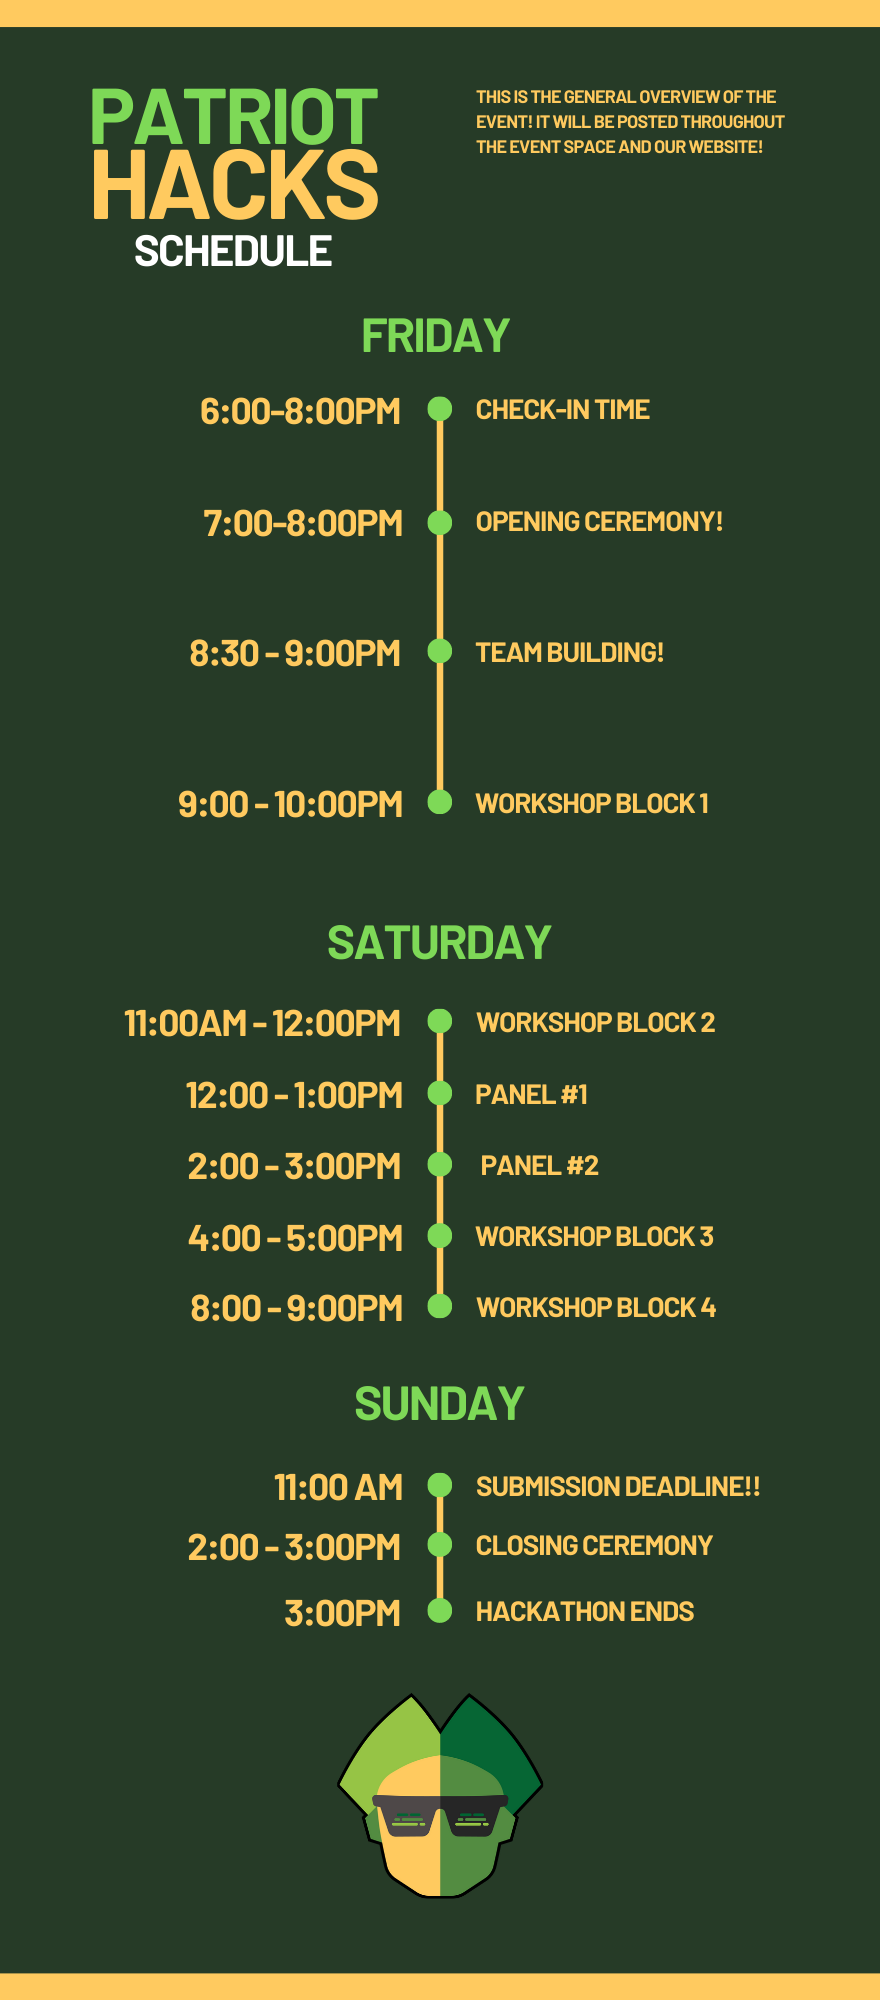 PATRIOT
HACKS
SCHEDULE
THIS IS THE GENERAL OVERVIEW OF THE
EVENT! IT WILL BE POSTED THROUGHOUT
THE EVENT SPACE AND OUR WEBSITE!
FRIDAY
6:00-8:00PM CHECK-IN TIME
7:00-8:00PM OPENING CEREMONY!
8:30 - 9:00PM TEAM BUILDING!
9:00 - 10:00PM WORKSHOP BLOCK 1
SATURDAY
11:00AM - 12:00PM WORKSHOP BLOCK 2
12:00 - 1:00PM PANEL #1
2:00 - 3:00PM PANEL #2
4:00 - 5:00PM WORKSHOP BLOCK 3
8:00 - 9:00PM WORKSHOP BLOCK 4
SUNDAY
11:00 AM SUBMISSION DEADLINE!!
2:00 - 3:00PM CLOSING CEREMONY
3:00PM HACKATHON ENDS